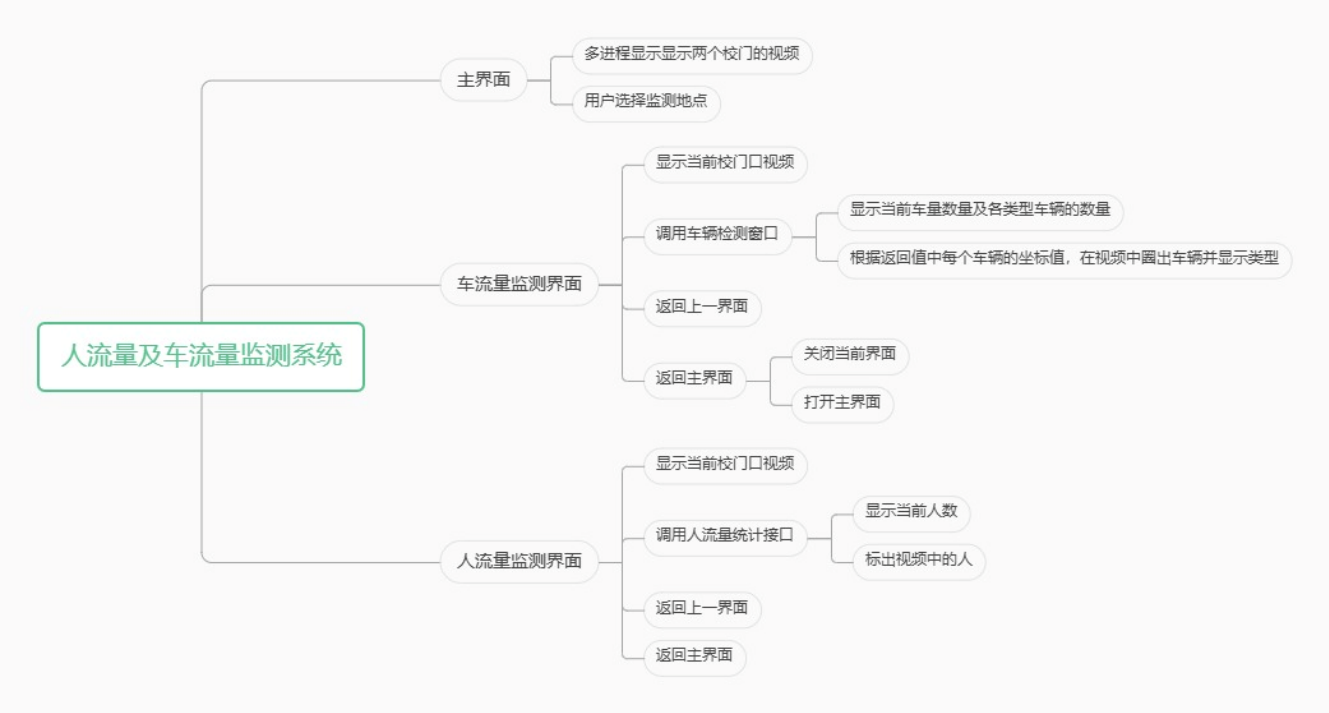 人流量及车流量监测系统
主界面
多进程显示显示两个校门的视频
用户选择监测地点
车流量监测界面
显示当前校门口视频
调用车辆检测窗口
显示当前车量数量及各类型车辆的数量
根据返回值中每个车辆的坐标值，在视频中圈出车辆并显示类型
返回上一界面
返回主界面
关闭当前界面
打开主界面
人流量监测界面
显示当前校门口视频
调用人流量统计接口
显示当前人数
标出视频中的人
返回上一界面
返回主界面